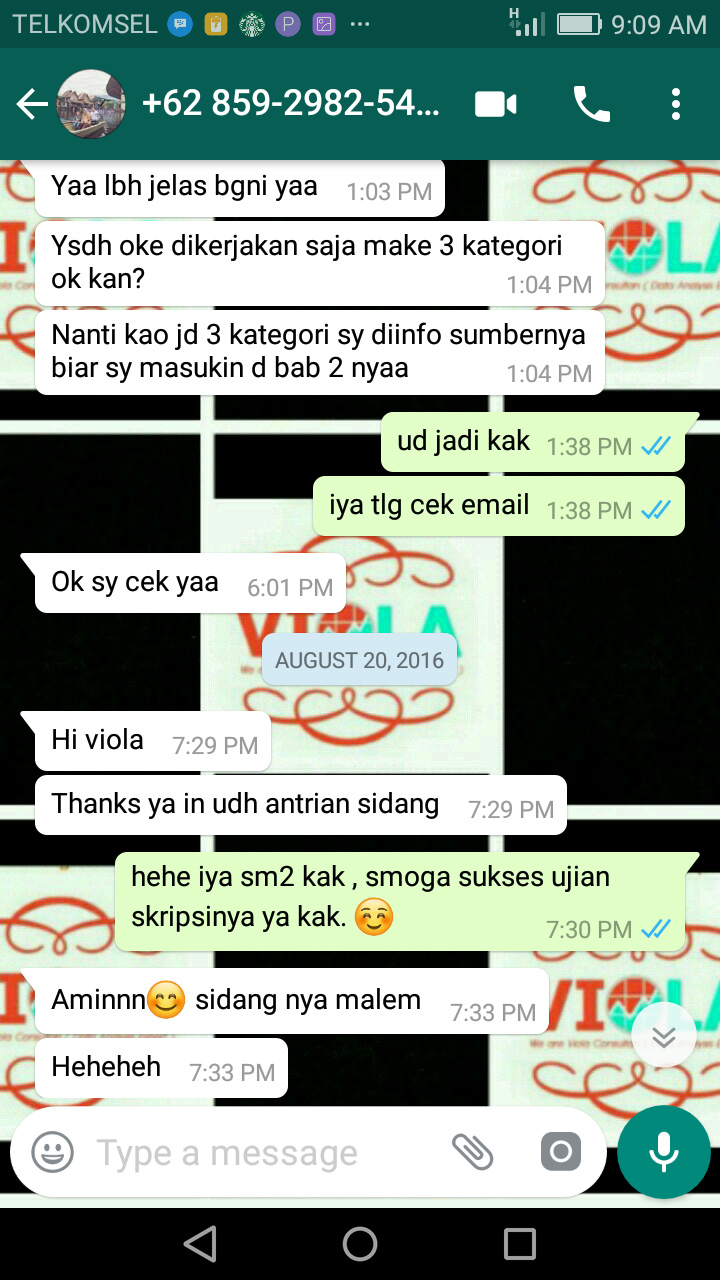 TELKOMSEL H 9:09 AM
+62 859-2982-54...
Yaa lbh jelas bgni yaa 1:03 PM
Ysdh oke dikerjakan saja make 3 kategori
ok kan? 1:04 PM
Nanti kao jd 3 kategori sy diinfo sumbernya
biar sy masukin d bab 2 nyaa 1:04 PM
ud jadi kak 1:38 PM
iya tlg cek email 1:38 PM
Ok sy cek yaa 6:01 PM
VIOLA
AUGUST 20, 2016
Hi viola 7:29 PM
Thanks ya in udh antrian sidang 7:29 PM
hehe iya sm2 kak , smoga sukses ujian
skripsinya ya kak. ☺️ 7:30 PM
Aminnn😊 sidang nya malem 7:33 PM
Heheheh 7:33 PM
Type a message